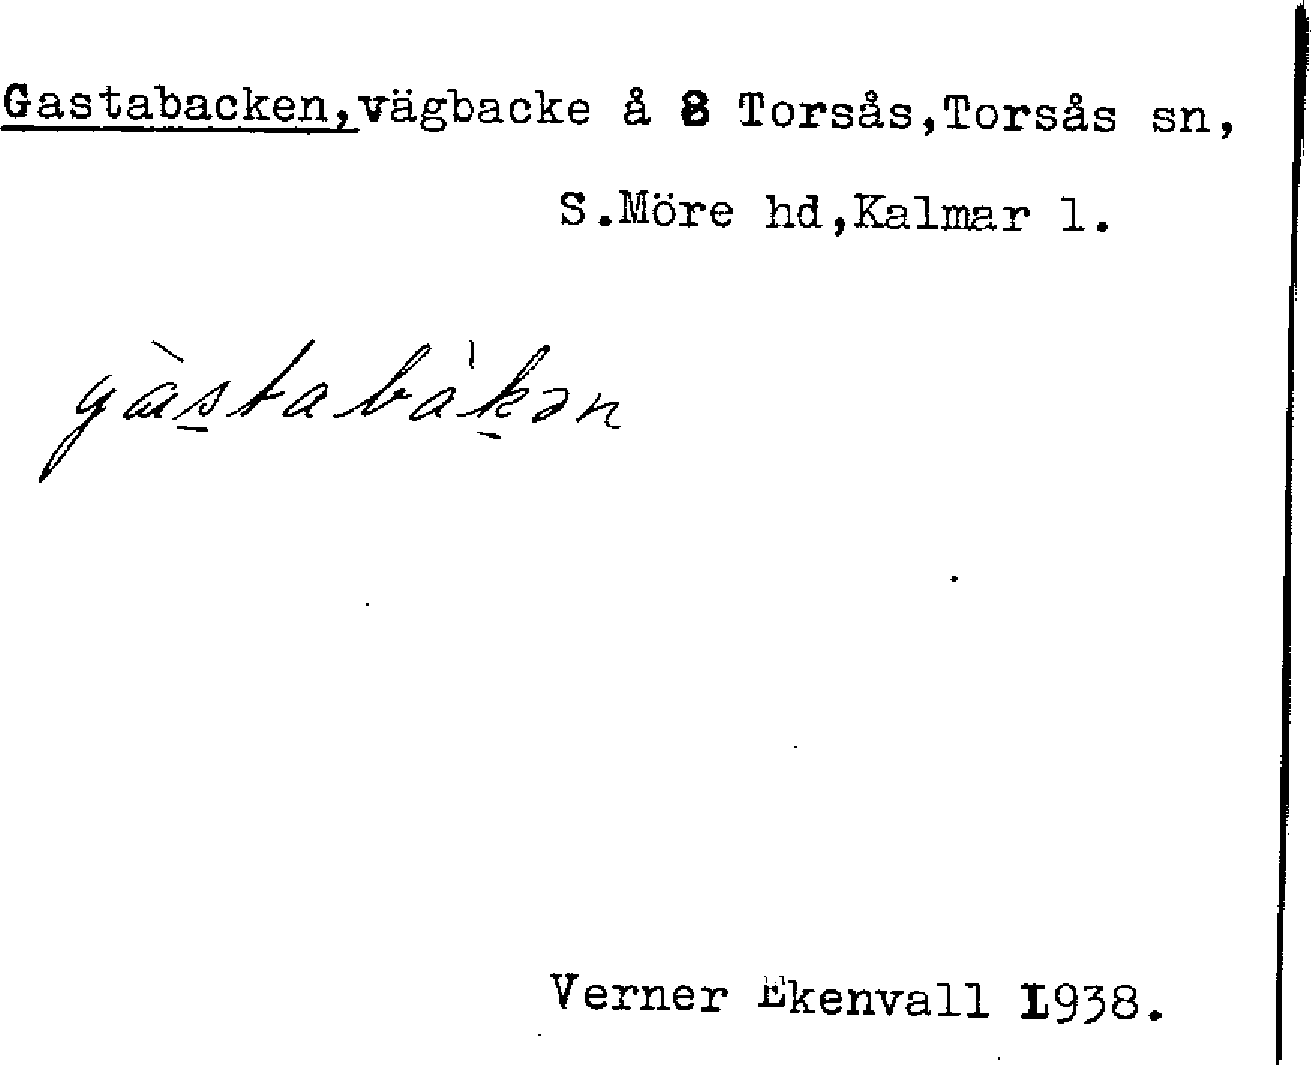 Gastabacken,vägbacke å 8 Torsås,Torsås sn,
S.Möre hd,Kalmar l.
gàstabàkən
Verner Ekenvall 1938.